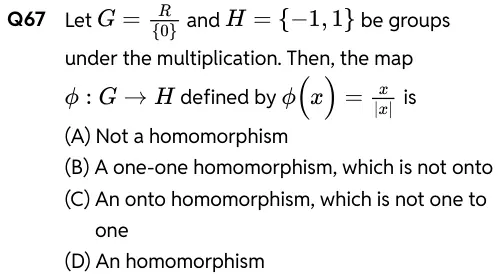 Q67 Let G = R/{0} and H = {−1, 1} be groups
under the multiplication. Then, the map
ϕ : G → H defined by ϕ(x) = x/|x| is
(A) Not a homomorphism
(B) A one-one homomorphism, which is not onto
(C) An onto homomorphism, which is not one to
one
(D) An homomorphism